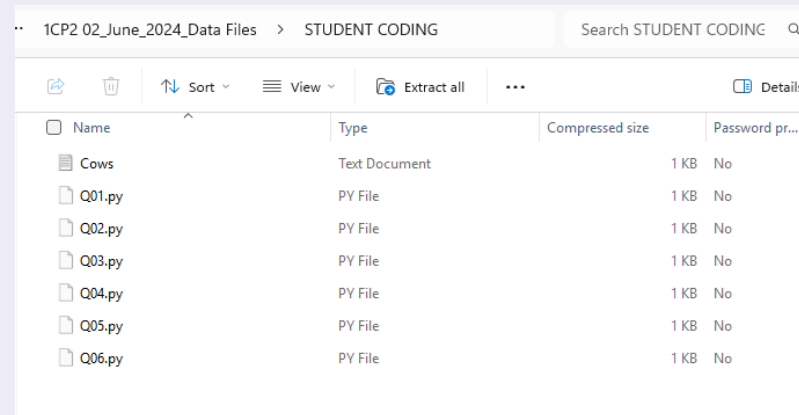 1CP2 02_June_2024_Data Files > STUDENT CODING Search STUDENT CODING
Sort View Extract all ... Details
Name Type Compressed size Password pr...
Cows Text Document 1 KB No
Q01.py PY File 1 KB No
Q02.py PY File 1 KB No
Q03.py PY File 1 KB No
Q04.py PY File 1 KB No
Q05.py PY File 1 KB No
Q06.py PY File 1 KB No